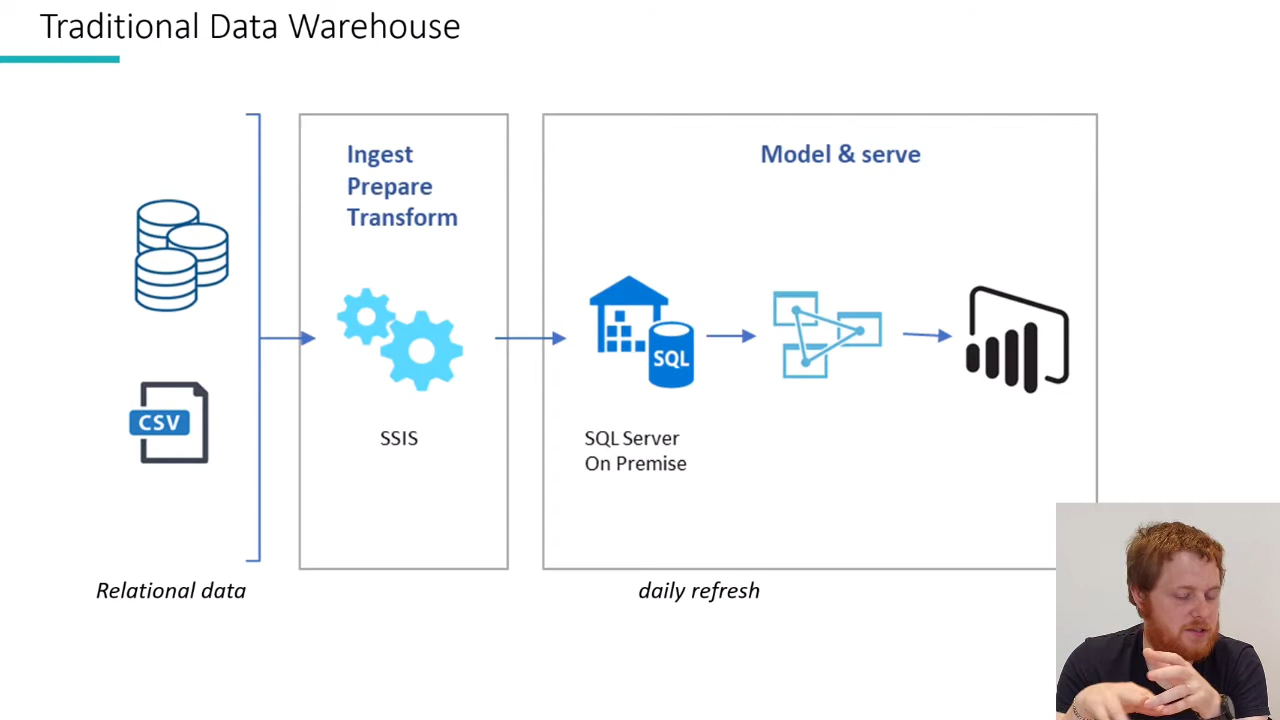 Traditional Data Warehouse
Ingest
Prepare
Transform
Model & serve
CSV
SQL
SSIS
SQL Server
On Premise
Relational data
daily refresh